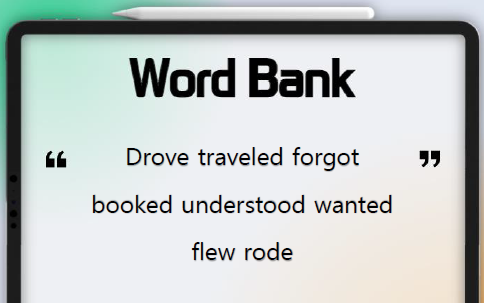 Word Bank
“ Drove traveled forgot ”
booked understood wanted
flew rode